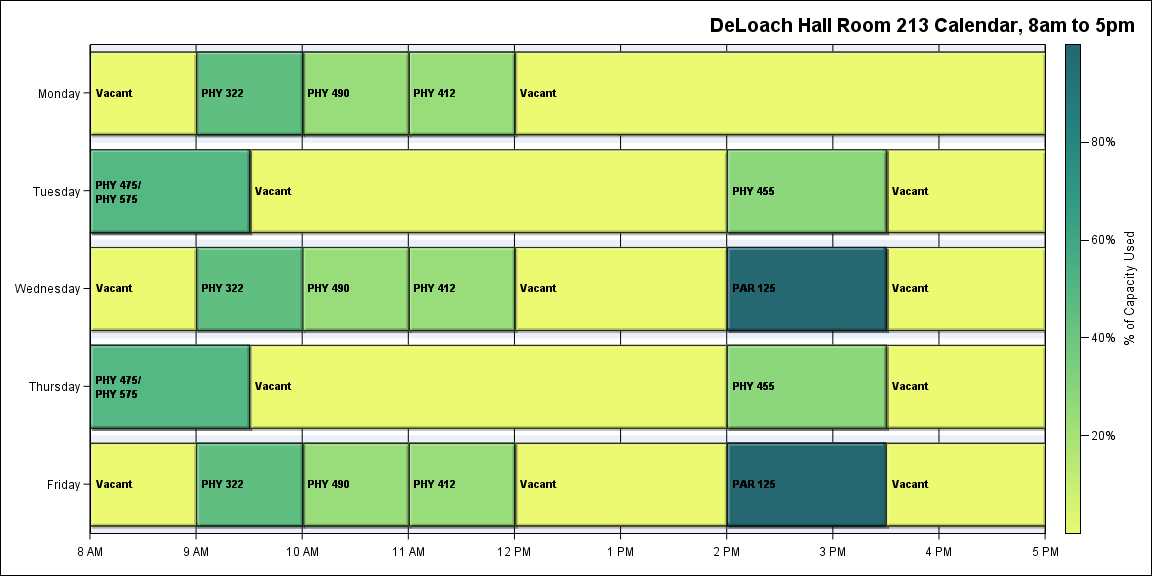 DeLoach Hall Room 213 Calendar, 8am to 5pm
Monday
Vacant
PHY 322
PHY 490
PHY 412
Vacant
Tuesday
PHY 475/
PHY 575
Vacant
PHY 455
Vacant
Wednesday
Vacant
PHY 322
PHY 490
PHY 412
Vacant
PAR 125
Vacant
Thursday
PHY 475/
PHY 575
Vacant
PHY 455
Vacant
Friday
Vacant
PHY 322
PHY 490
PHY 412
Vacant
PAR 125
Vacant
8 AM
9 AM
10 AM
11 AM
12 PM
1 PM
2 PM
3 PM
4 PM
5 PM
80%
60%
40%
20%
% of Capacity Used